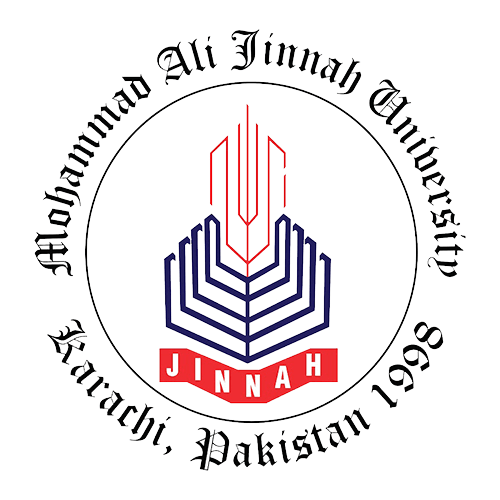 Mohammad Ali Jinnah University
JINNAH
Karachi, Pakistan 1998